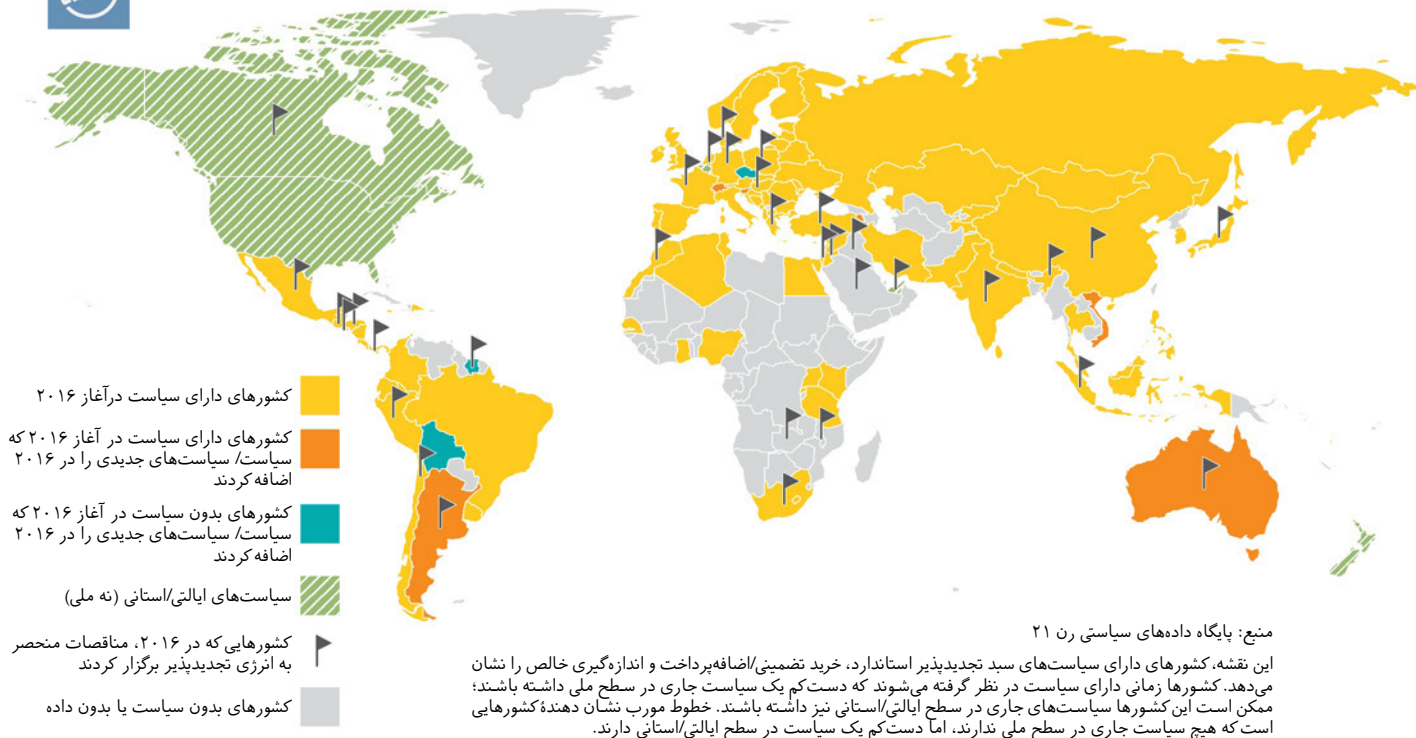 کشورهای دارای سیاست درآغاز ۲۰۱۶
کشورهای دارای سیاست در آغاز ۲۰۱۶ که
سیاست/ سیاست‌های جدیدی را در ۲۰۱۶
اضافه کردند
کشورهای بدون سیاست در آغاز ۲۰۱۶ که
سیاست/ سیاست‌های جدیدی را در ۲۰۱۶
اضافه کردند
سیاست‌های ایالتی/استانی (نه ملی)
کشورهایی که در ۲۰۱۶، مناقصات منحصر
به انرژی تجدیدپذیر برگزار کردند
کشورهای بدون سیاست یا بدون داده
منبع: پایگاه داده‌های سیاستی رن ۲۱
این نقشه، کشورهای دارای سیاست‌های سبد تجدیدپذیر استاندارد، خرید تضمینی/اضافه‌پرداخت و اندازه‌گیری خالص را نشان
می‌دهد. کشورها زمانی دارای سیاست در نظر گرفته می‌شوند که دست‌کم یک سیاست جاری در سطح ملی داشته باشند؛
ممکن است این کشورها سیاست‌های جاری در سطح ایالتی/استانی نیز داشته باشند. خطوط مورب نشان دهندهٔ کشورهایی
است که هیچ سیاست جاری در سطح ملی ندارند، اما دست‌کم یک سیاست در سطح ایالتی/استانی دارند.